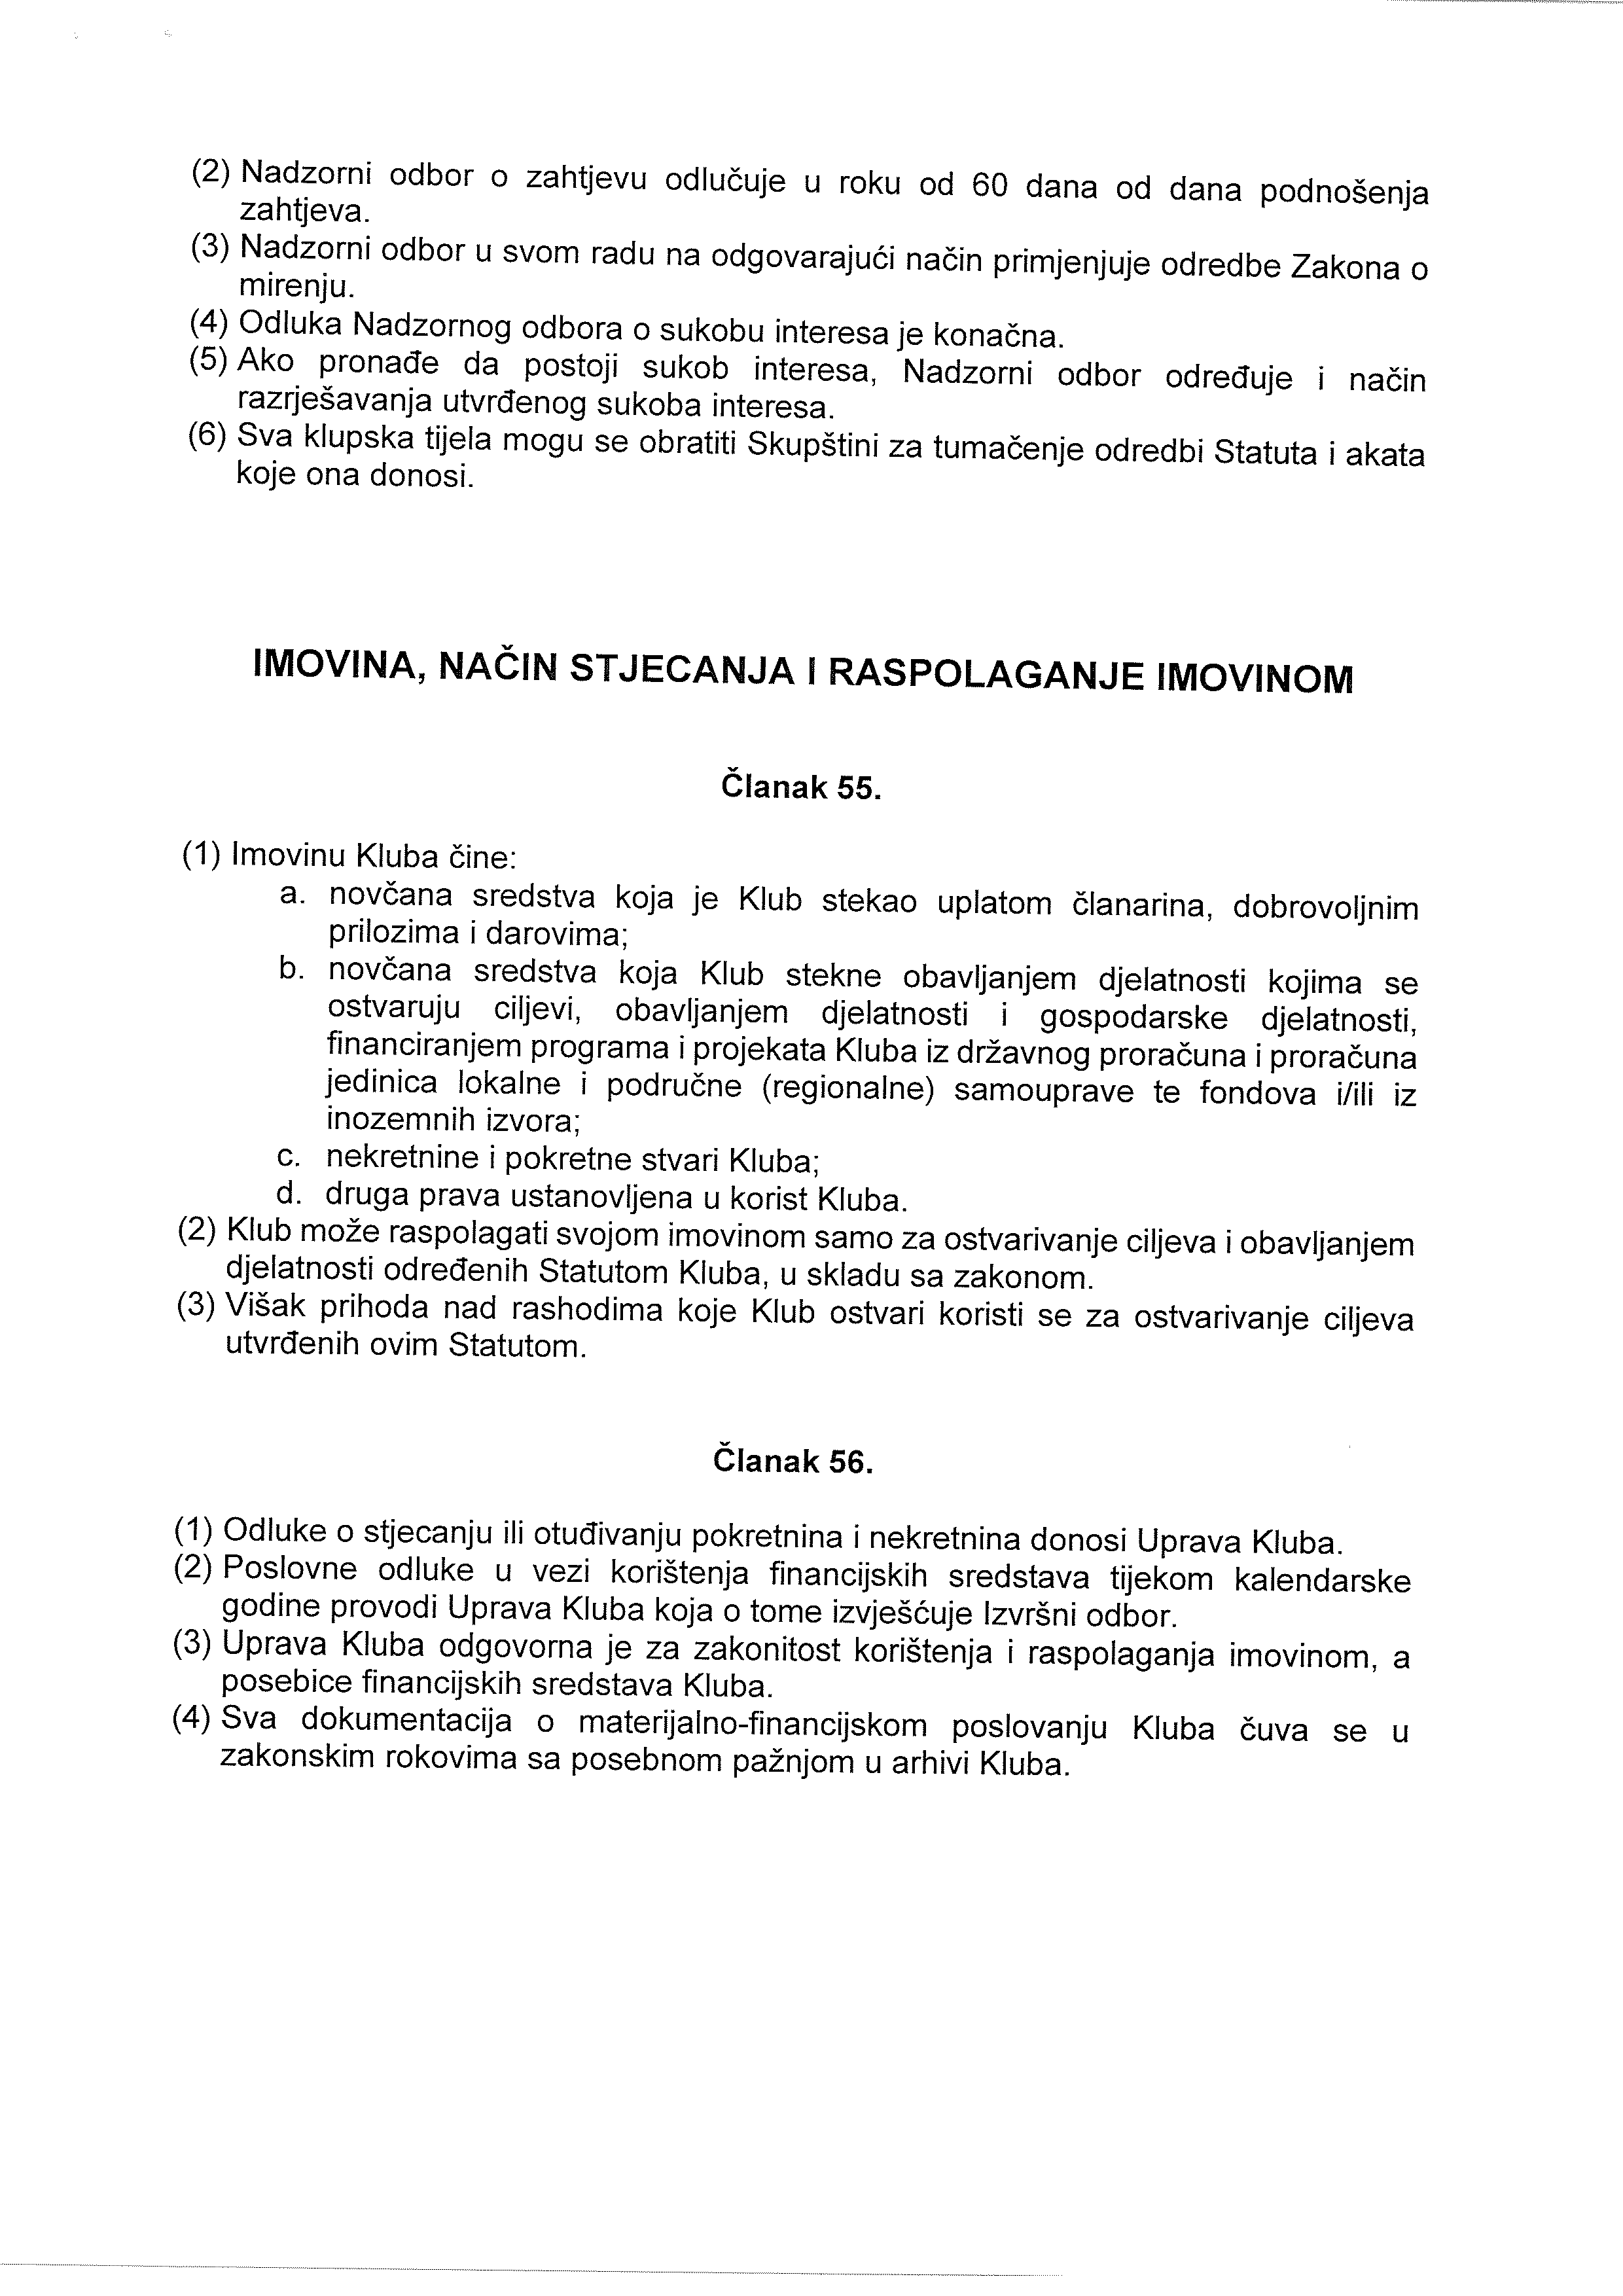 (2) Nadzorni odbor o zahtjevu odlučuje u roku od 60 dana od dana podnošenja
zahtjeva.
(3) Nadzorni odbor u svom radu na odgovarajući način primjenjuje odredbe Zakona o
mirenju.
(4) Odluka Nadzornog odbora o sukobu interesa je konačna.
(5) Ako pronađe da postoji sukob interesa, Nadzorni odbor određuje i način
razrješavanja utvrđenog sukoba interesa.
(6) Sva klupska tijela mogu se obratiti Skupštini za tumačenje odredbi Statuta i akata
koje ona donosi.
IMOVINA, NAČIN STJECANJA I RASPOLAGANJE IMOVINOM
Članak 55.
(1) Imovinu Kluba čine:
a. novčana sredstva koja je Klub stekao uplatom članarina, dobrovoljnim
prilozima i darovima;
b. novčana sredstva koja Klub stekne obavljanjem djelatnosti kojima se
ostvaruju ciljevi, obavljanjem djelatnosti i gospodarske djelatnosti,
financiranjem programa i projekata Kluba iz državnog proračuna i proračuna
jedinica lokalne i područne (regionalne) samouprave te fondova i/ili iz
inozemnih izvora;
c. nekretnine i pokretne stvari Kluba;
d. druga prava ustanovljena u korist Kluba.
(2) Klub može raspolagati svojom imovinom samo za ostvarivanje ciljeva i obavljanjem
djelatnosti određenih Statutom Kluba, u skladu sa zakonom.
(3) Višak prihoda nad rashodima koje Klub ostvari koristi se za ostvarivanje ciljeva
utvrđenih ovim Statutom.
Članak 56.
(1) Odluke o stjecanju ili otuđivanju pokretnina i nekretnina donosi Uprava Kluba.
(2) Poslovne odluke u vezi korištenja financijskih sredstava tijekom kalendarske
godine provodi Uprava Kluba koja o tome izvješćuje Izvršni odbor.
(3) Uprava Kluba odgovorna je za zakonitost korištenja i raspolaganja imovinom, a
posebice financijskih sredstava Kluba.
(4) Sva dokumentacija o materijalno-financijskom poslovanju Kluba čuva se u
zakonskim rokovima sa posebnom pažnjom u arhivi Kluba.